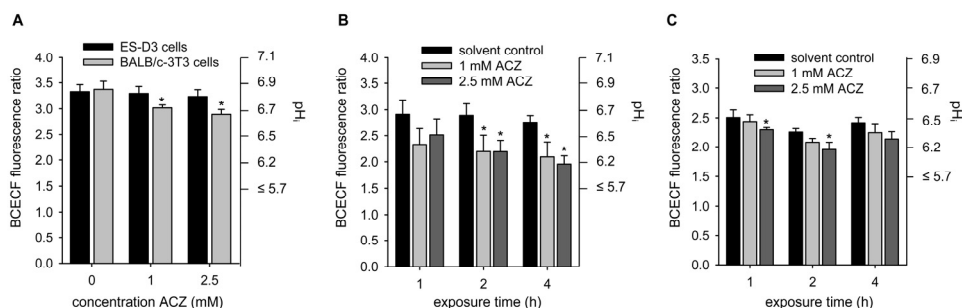 A
ES-D3 cells
BALB/c-3T3 cells
BCECF fluorescence ratio
4.0
3.5
3.0
2.5
2.0
1.5
1.0
0.5
0.0
*
*
7.1
6.9
6.7
6.5
6.2
≤ 5.7
pHi
0 1 2.5
concentration ACZ (mM)
B
solvent control
1 mM ACZ
2.5 mM ACZ
BCECF fluorescence ratio
4.0
3.5
3.0
2.5
2.0
1.5
1.0
0.5
0.0
* *
* *
7.1
6.9
6.7
6.5
6.2
≤ 5.7
pHi
1 2 4
exposure time (h)
C
solvent control
1 mM ACZ
2.5 mM ACZ
BCECF fluorescence ratio
3.5
3.0
2.5
2.0
1.5
1.0
0.5
0.0
*
*
6.9
6.7
6.5
6.2
≤ 5.7
pHi
1 2 4
exposure time (h)